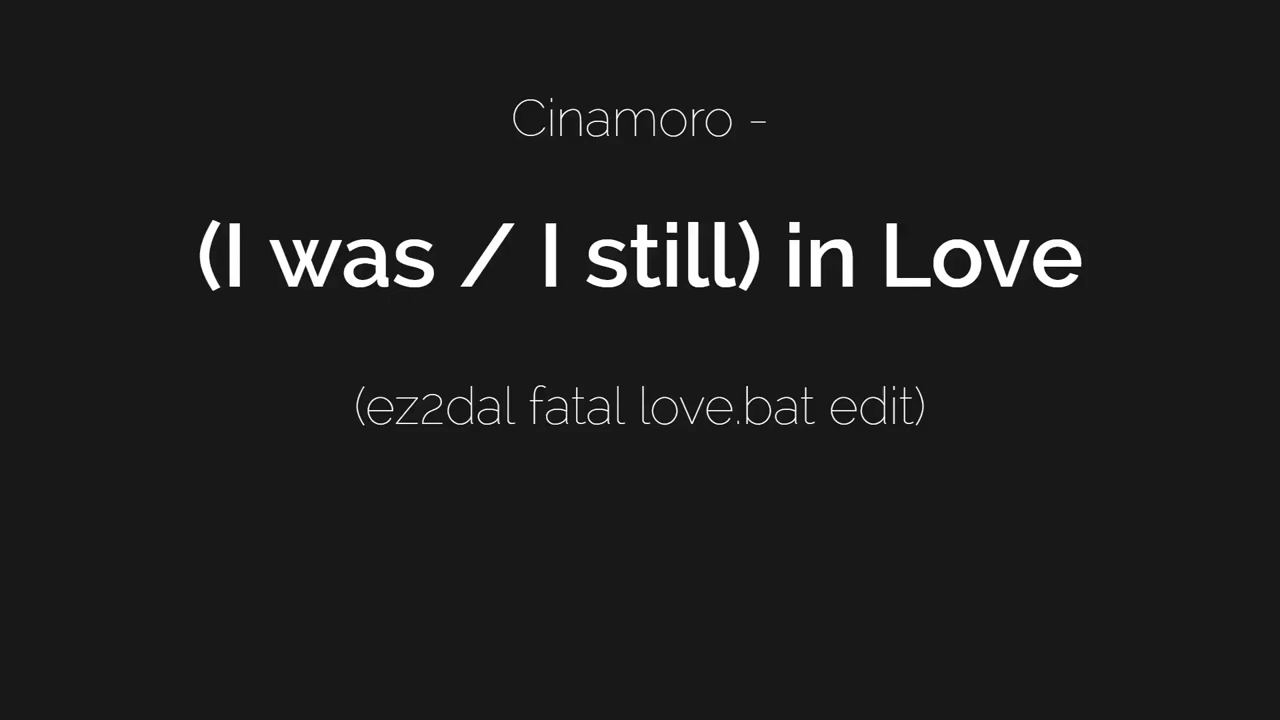 Cinamoro -
(I was / I still) in Love
(ez2dal fatal love.bat edit)